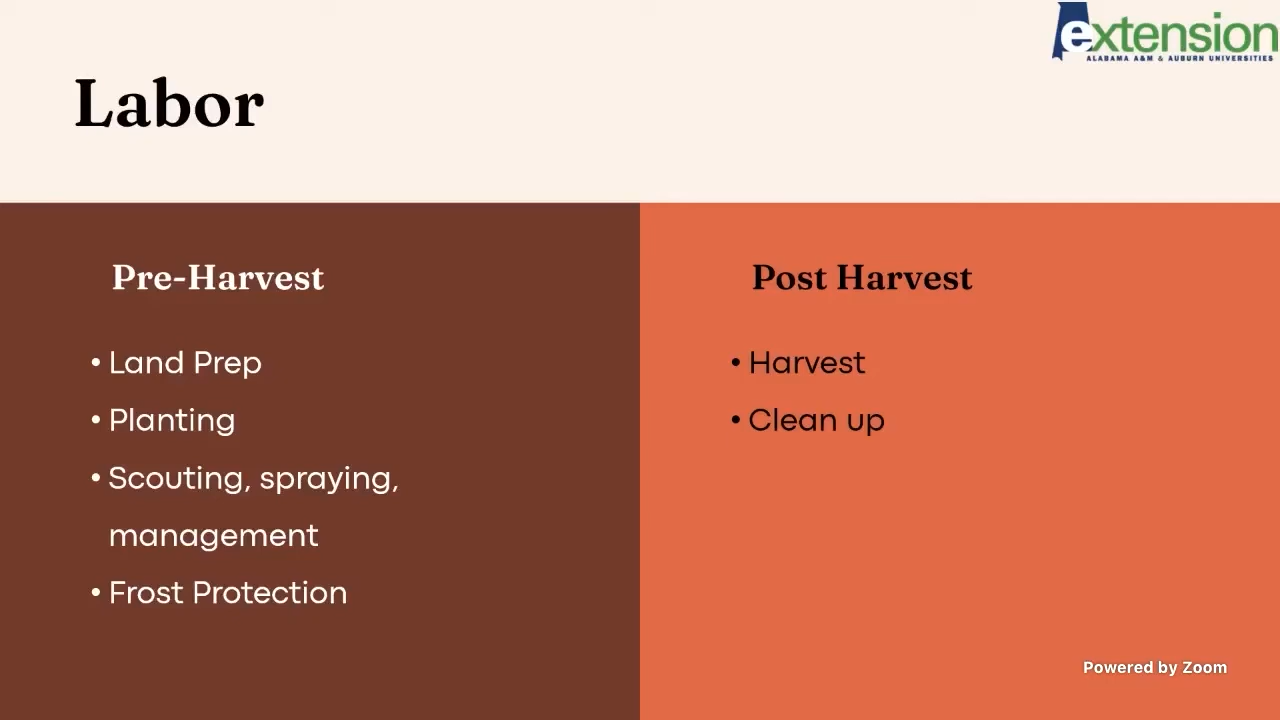 extension
ALABAMA A&M & AUBURN UNIVERSITIES
Labor
Pre-Harvest
• Land Prep
• Planting
• Scouting, spraying,
management
• Frost Protection
Post Harvest
• Harvest
• Clean up
Powered by Zoom